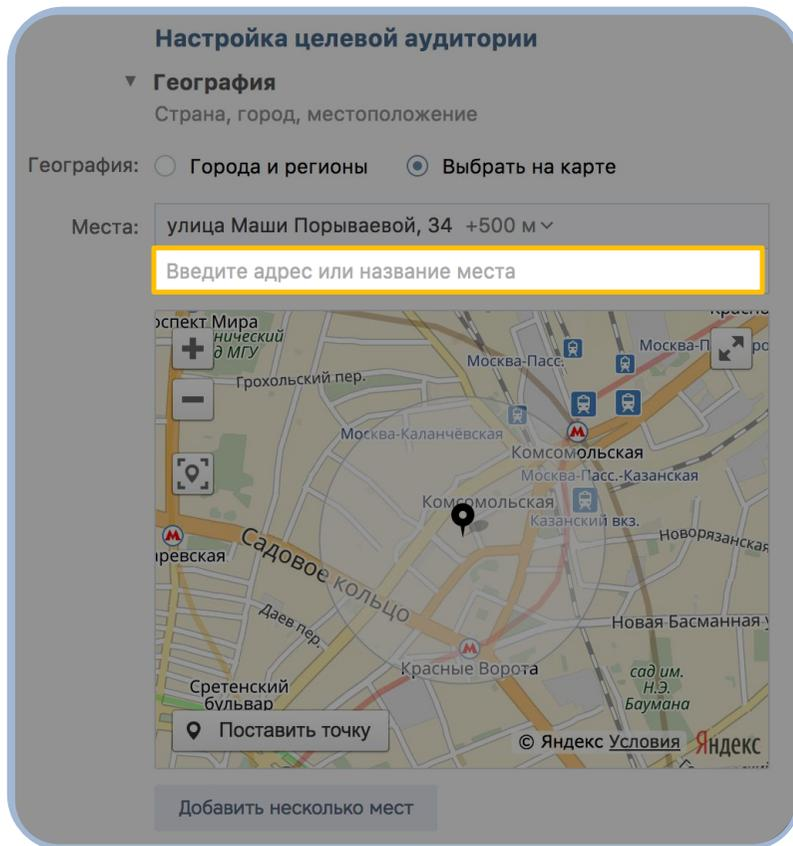 Настройка целевой аудитории
География
Страна, город, местоположение
География:
Города и регионы
Выбрать на карте
Места:
улица Маши Порываевой, 34 +500 м
Введите адрес или название места
Мира
д МГУ
Грохольский пер.
Москва-Пасс.
Москва-Каланчёвская
Комсомольская
Москва-Пасс.-Казанская
Комсомольская
Казанский вкз.
Новорязанская
Садовое кольцо
Даев пер.
Новая Басманная
Красные Ворота
сад им.
Н.Э.
Баумана
Сретенский
бульвар
Поставить точку
© Яндекс Условия Яндекс
Добавить несколько мест